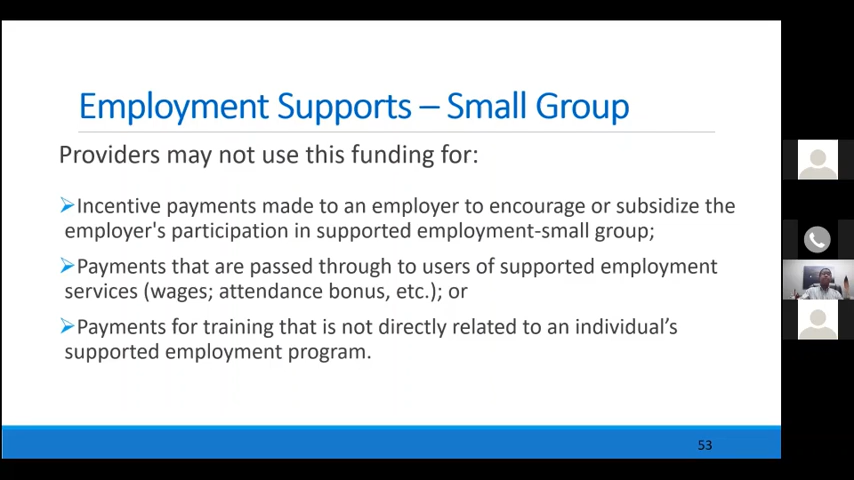 Employment Supports – Small Group
Providers may not use this funding for:
➢Incentive payments made to an employer to encourage or subsidize the
employer's participation in supported employment-small group;
➢Payments that are passed through to users of supported employment
services (wages; attendance bonus, etc.); or
➢Payments for training that is not directly related to an individual’s
supported employment program.
53